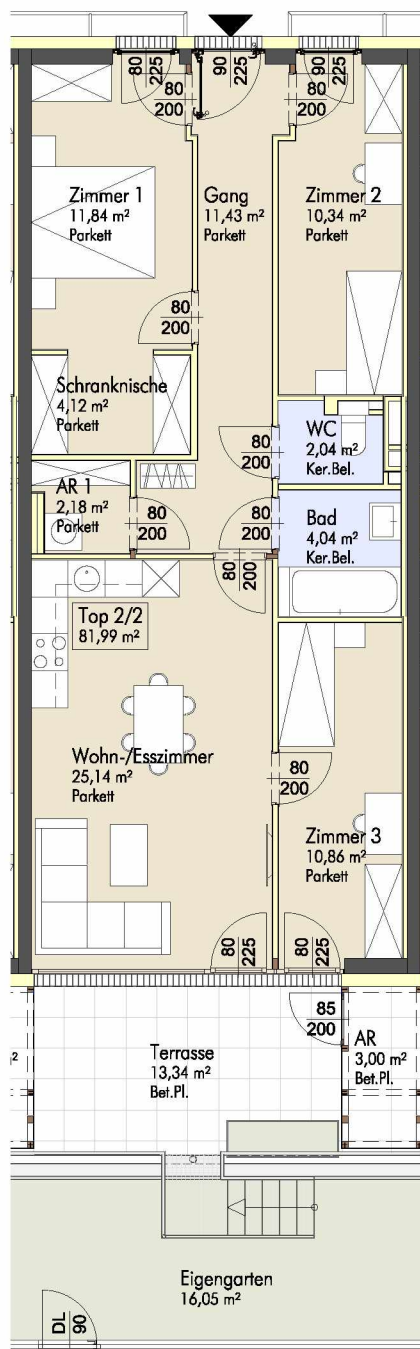 80
225
90
225
90
225
80
200
80
200
Zimmer 1
11,84 m²
Parkett
Gang
11,43 m²
Parkett
Zimmer 2
10,34 m²
Parkett
80
200
Schranknische
4,12 m²
Parkett
WC
2,04 m²
Ker.Bel.
80
200
AR 1
2,18 m²
Parkett
80
200
80
200
Bad
4,04 m²
Ker.Bel.
80
200
Top 2/2
81,99 m²
Wohn-/Esszimmer
25,14 m²
Parkett
80
200
Zimmer 3
10,86 m²
Parkett
80
225
80
225
85
200
Terrasse
13,34 m²
Bet.Pl.
AR
3,00 m²
Bet.Pl.
²
Eigengarten
16,05 m²
DL
90